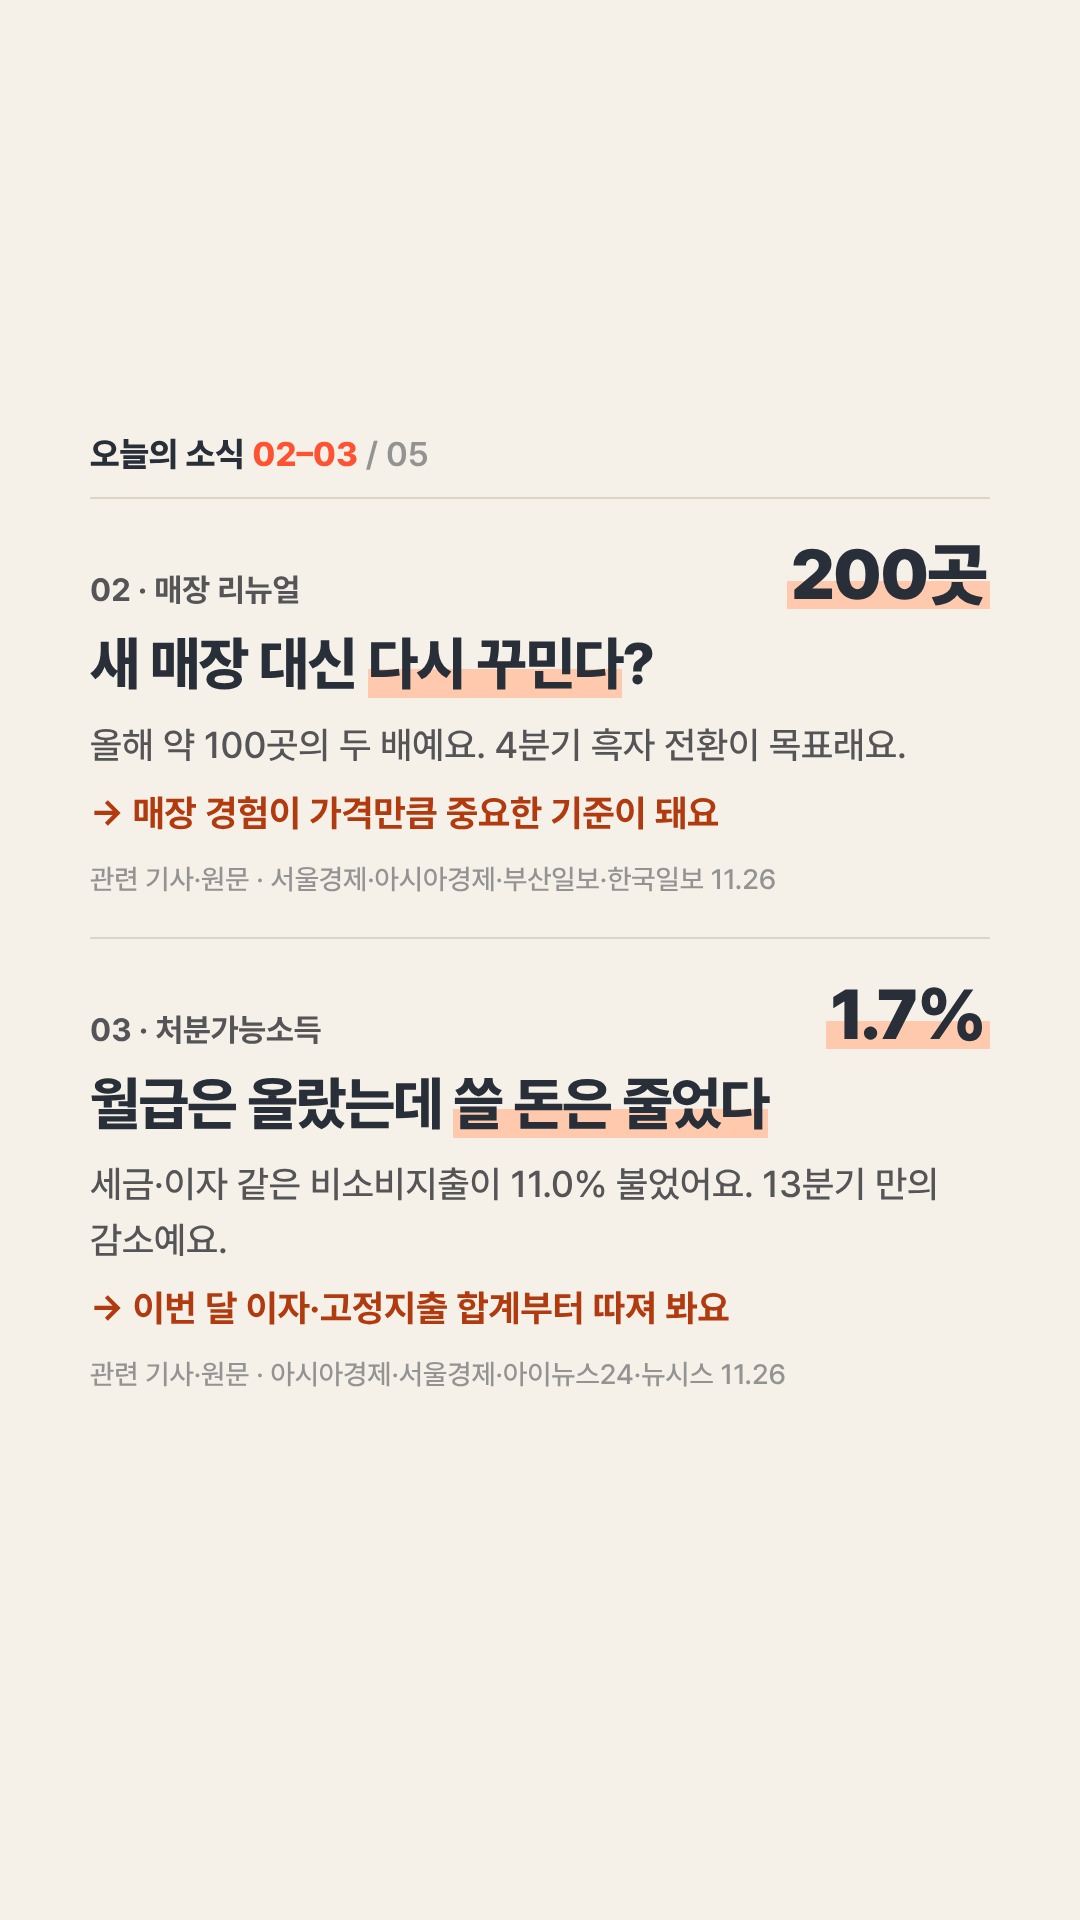 오늘의 소식 02–03 / 05
02 · 매장 리뉴얼
200곳
새 매장 대신 다시 꾸민다?
올해 약 100곳의 두 배예요. 4분기 흑자 전환이 목표래요.
→ 매장 경험이 가격만큼 중요한 기준이 돼요
관련 기사·원문 · 서울경제·아시아경제·부산일보·한국일보 11.26
03 · 처분가능소득
1.7%
월급은 올랐는데 쓸 돈은 줄었다
세금·이자 같은 비소비지출이 11.0% 불었어요. 13분기 만의
감소예요.
→ 이번 달 이자·고정지출 합계부터 따져 봐요
관련 기사·원문 · 아시아경제·서울경제·아이뉴스24·뉴시스 11.26